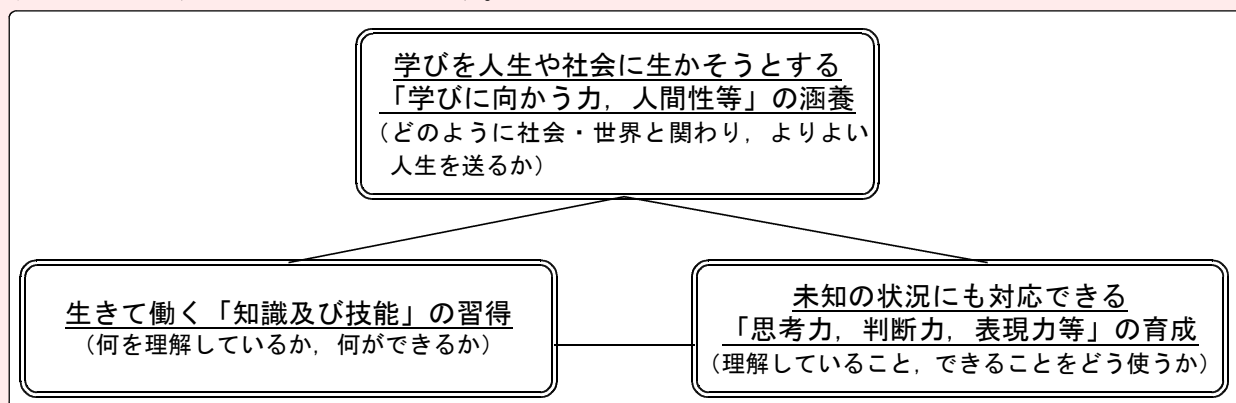 学びを人生や社会に生かそうとする
「学びに向かう力，人間性等」の涵養
（どのように社会・世界と関わり，よりよい
人生を送るか）
生きて働く「知識及び技能」の習得
（何を理解しているか，何ができるか）
未知の状況にも対応できる
「思考力，判断力，表現力等」の育成
（理解していること，できることをどう使うか）